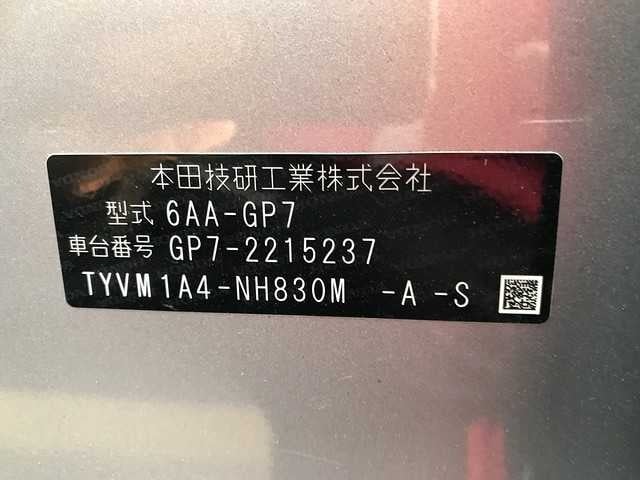 本田技研工業株式会社
型式 6AA-GP7
車台番号 GP7-2215237
TYVM1A4-NH830M -A -S